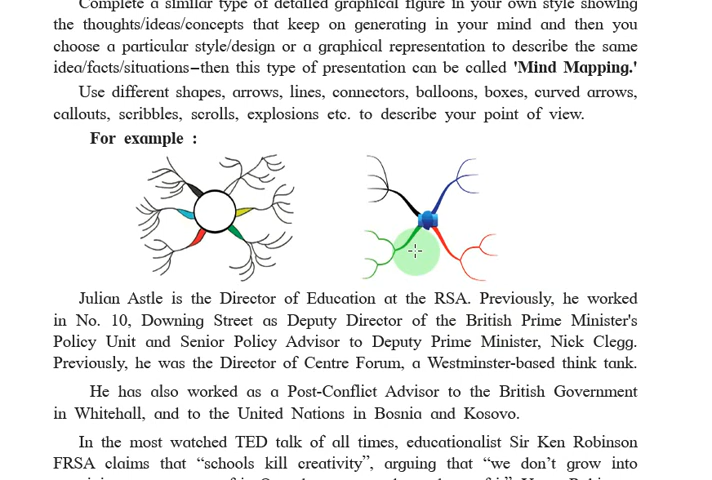 Complete a similar type of detailed graphical figure in your own style showing
the thoughts/ideas/concepts that keep on generating in your mind and then you
choose a particular style/design or a graphical representation to describe the same
idea/facts/situations–then this type of presentation can be called 'Mind Mapping.'
Use different shapes, arrows, lines, connectors, balloons, boxes, curved arrows,
callouts, scribbles, scrolls, explosions etc. to describe your point of view.
For example :
Julian Astle is the Director of Education at the RSA. Previously, he worked
in No. 10, Downing Street as Deputy Director of the British Prime Minister's
Policy Unit and Senior Policy Advisor to Deputy Prime Minister, Nick Clegg.
Previously, he was the Director of Centre Forum, a Westminster-based think tank.
He has also worked as a Post-Conflict Advisor to the British Government
in Whitehall, and to the United Nations in Bosnia and Kosovo.
In the most watched TED talk of all times, educationalist Sir Ken Robinson
FRSA claims that “schools kill creativity”, arguing that “we don’t grow into